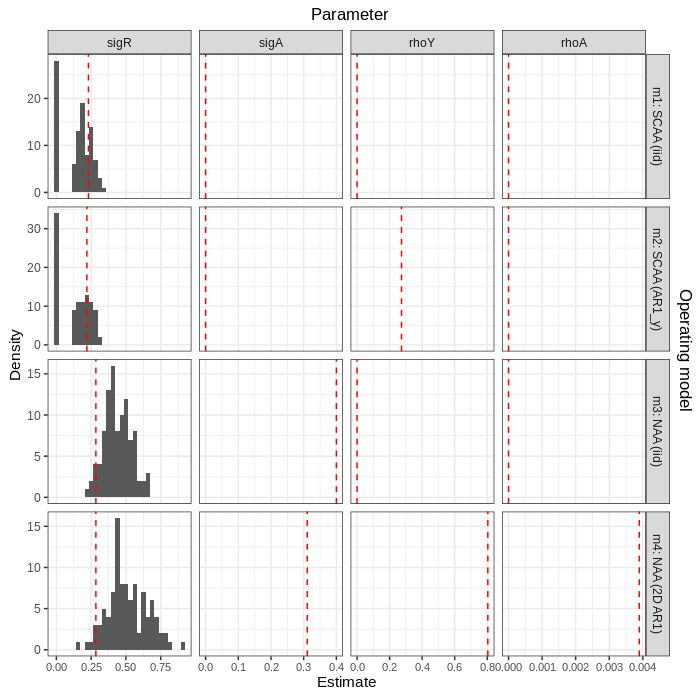 Parameter
sigR sigA rhoY rhoA
20
10
0
m1: SCAA (iid)
30
20
10
0
m2: SCAA (AR1_y)
15
10
5
0
m3: NAA (iid)
15
10
5
0
m4: NAA (2D AR1)
Density
Operating model
0.00 0.25 0.50 0.75 0.0 0.1 0.2 0.3 0.4 0.0 0.2 0.4 0.6 0.8 0.000 0.001 0.002 0.003 0.004
Estimate